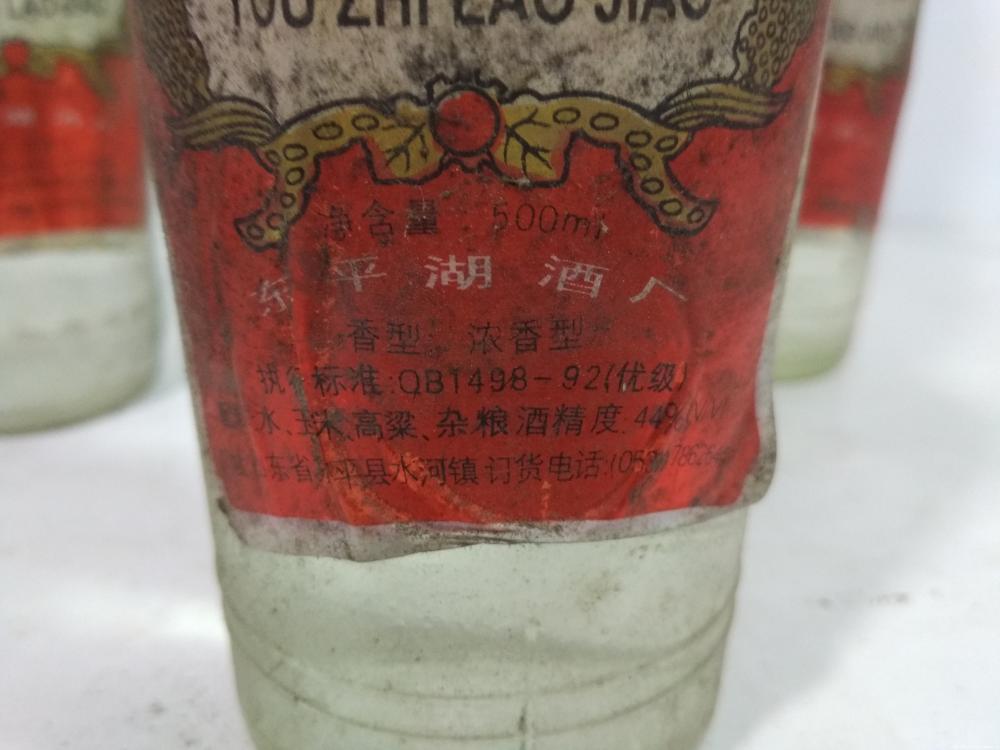 YOU ZHI LAO JIAO
净含量：500ml
东平湖酒厂
香型：浓香型
执行标准:QB1498-92(优级)
水、玉米、高粱、杂粮 酒精度:44%(V/V)
东省东平县水河镇 订货电话:(053